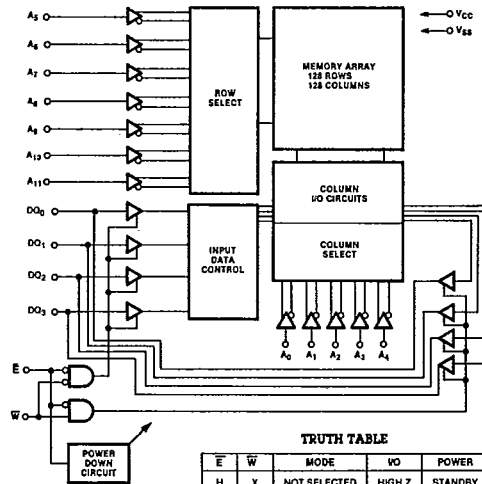 A5
A6
A7
A8
A9
A10
A11
DQ0
DQ1
DQ2
DQ3
E
W
ROW
SELECT
MEMORY ARRAY
128 ROWS
128 COLUMNS
VCC
VSS
INPUT
DATA
CONTROL
COLUMN
I/O CIRCUITS
COLUMN
SELECT
A0 A1 A2 A3 A4
POWER
DOWN
CIRCUIT
TRUTH TABLE
E W MODE I/O POWER
H X NOT SELECTED HIGH Z STANDBY